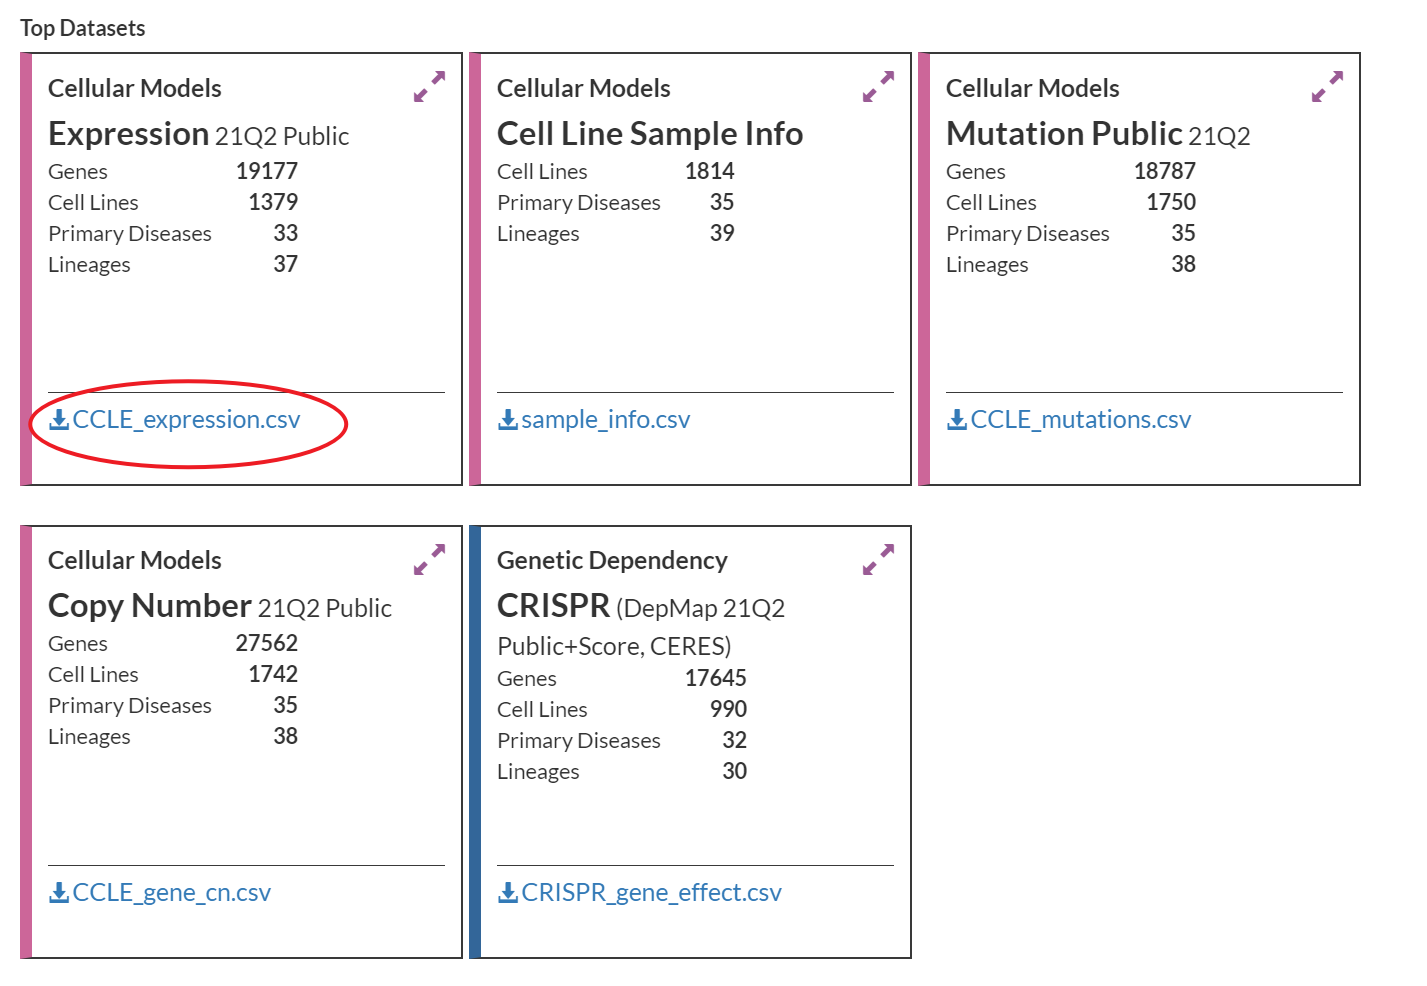 Top Datasets
Cellular Models
Expression 21Q2 Public
Genes 19177
Cell Lines 1379
Primary Diseases 33
Lineages 37
CCLE_expression.csv
Cellular Models
Cell Line Sample Info
Cell Lines 1814
Primary Diseases 35
Lineages 39
sample_info.csv
Cellular Models
Mutation Public 21Q2
Genes 18787
Cell Lines 1750
Primary Diseases 35
Lineages 38
CCLE_mutations.csv
Cellular Models
Copy Number 21Q2 Public
Genes 27562
Cell Lines 1742
Primary Diseases 35
Lineages 38
CCLE_gene_cn.csv
Genetic Dependency
CRISPR (DepMap 21Q2
Public+Score, CERES)
Genes 17645
Cell Lines 990
Primary Diseases 32
Lineages 30
CRISPR_gene_effect.csv